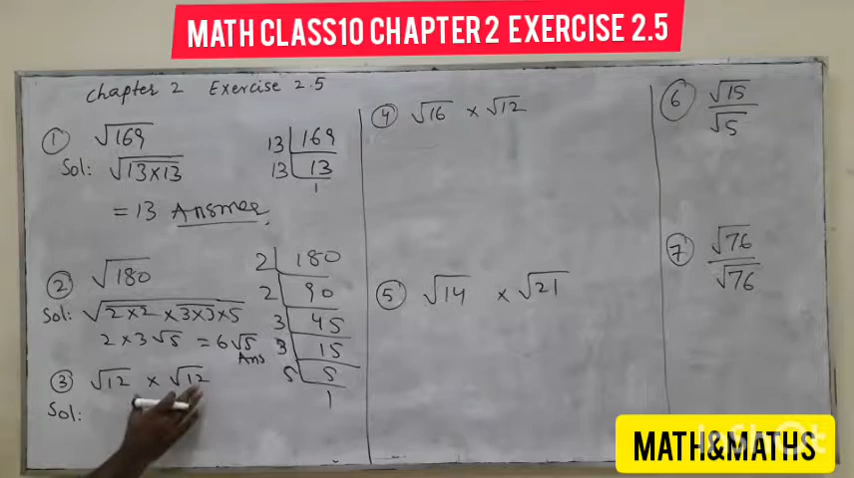 MATH CLASS10 CHAPTER 2 EXERCISE 2.5
Chapter 2 Exercise 2.5
① √169
Sol: √13×13
= 13 Answer
13 | 169
13 | 13
1
② √180
Sol: √2×2×3×3×5
2×3√5 = 6√5
Ans
2 | 180
2 | 90
3 | 45
3 | 15
5 | 5
1
③ √12 × √12
Sol:
④ √16 × √12
⑤ √14 × √21
⑥ √15/√5
⑦ √76/√76
MATH&MATHS